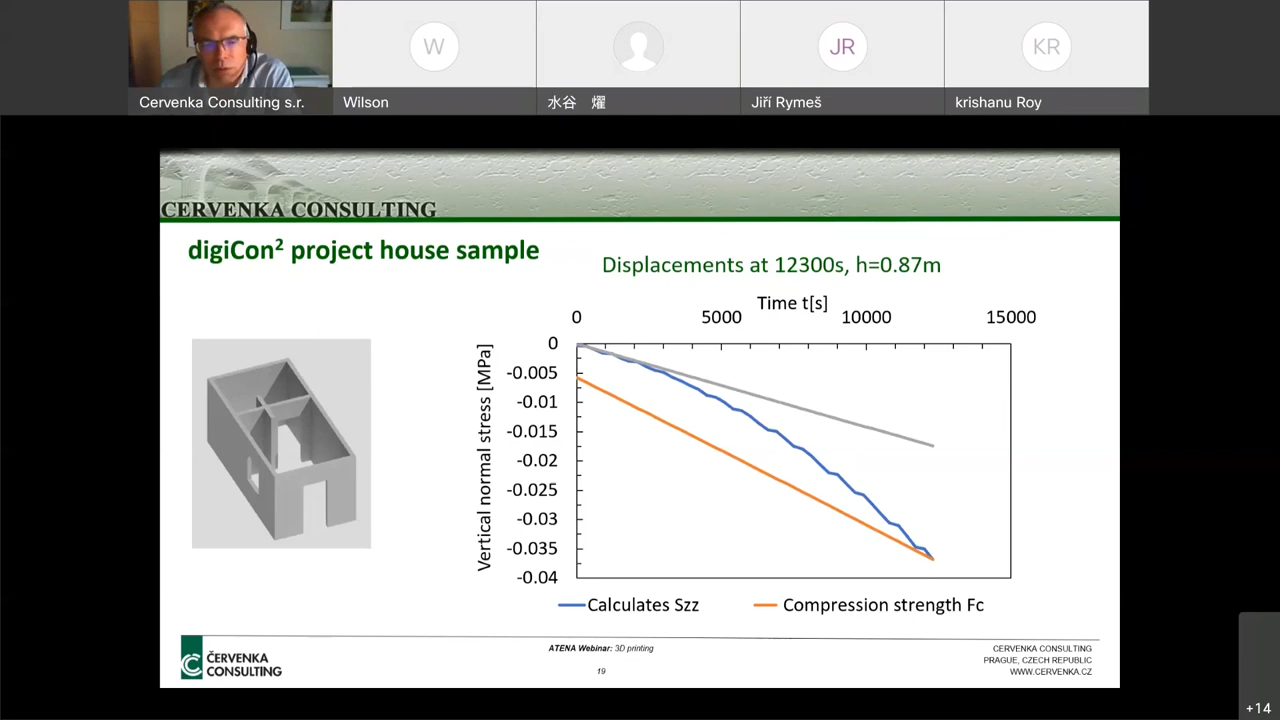 W
JR
KR
Cervenka Consulting s.r.
Wilson
水谷　燿
Jiří Rymeš
krishanu Roy
CERVENKA CONSULTING
digiCon² project house sample
Displacements at 12300s, h=0.87m
Time t[s]
0
5000
10000
15000
Vertical normal stress [MPa]
0
-0.005
-0.01
-0.015
-0.02
-0.025
-0.03
-0.035
-0.04
Calculates Szz
Compression strength Fc
ČERVENKA
CONSULTING
ATENA Webinar: 3D printing
19
CERVENKA CONSULTING
PRAGUE, CZECH REPUBLIC
WWW.CERVENKA.CZ
+14